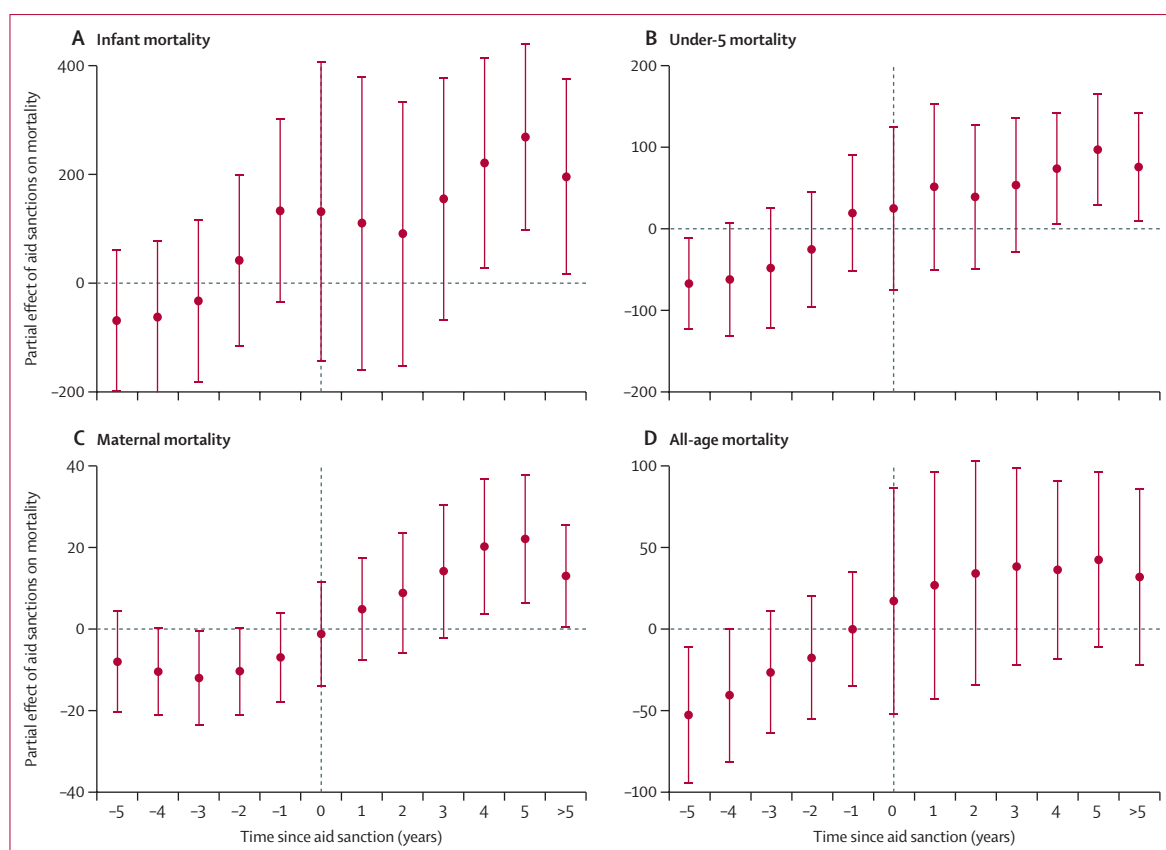 A Infant mortality
B Under-5 mortality
Partial effect of aid sanctions on mortality
400
200
0
–200
200
100
0
–100
–200
C Maternal mortality
D All-age mortality
Partial effect of aid sanctions on mortality
40
20
0
–20
–40
100
50
0
–50
–100
–5 –4 –3 –2 –1 0 1 2 3 4 5 >5
–5 –4 –3 –2 –1 0 1 2 3 4 5 >5
Time since aid sanction (years)
Time since aid sanction (years)